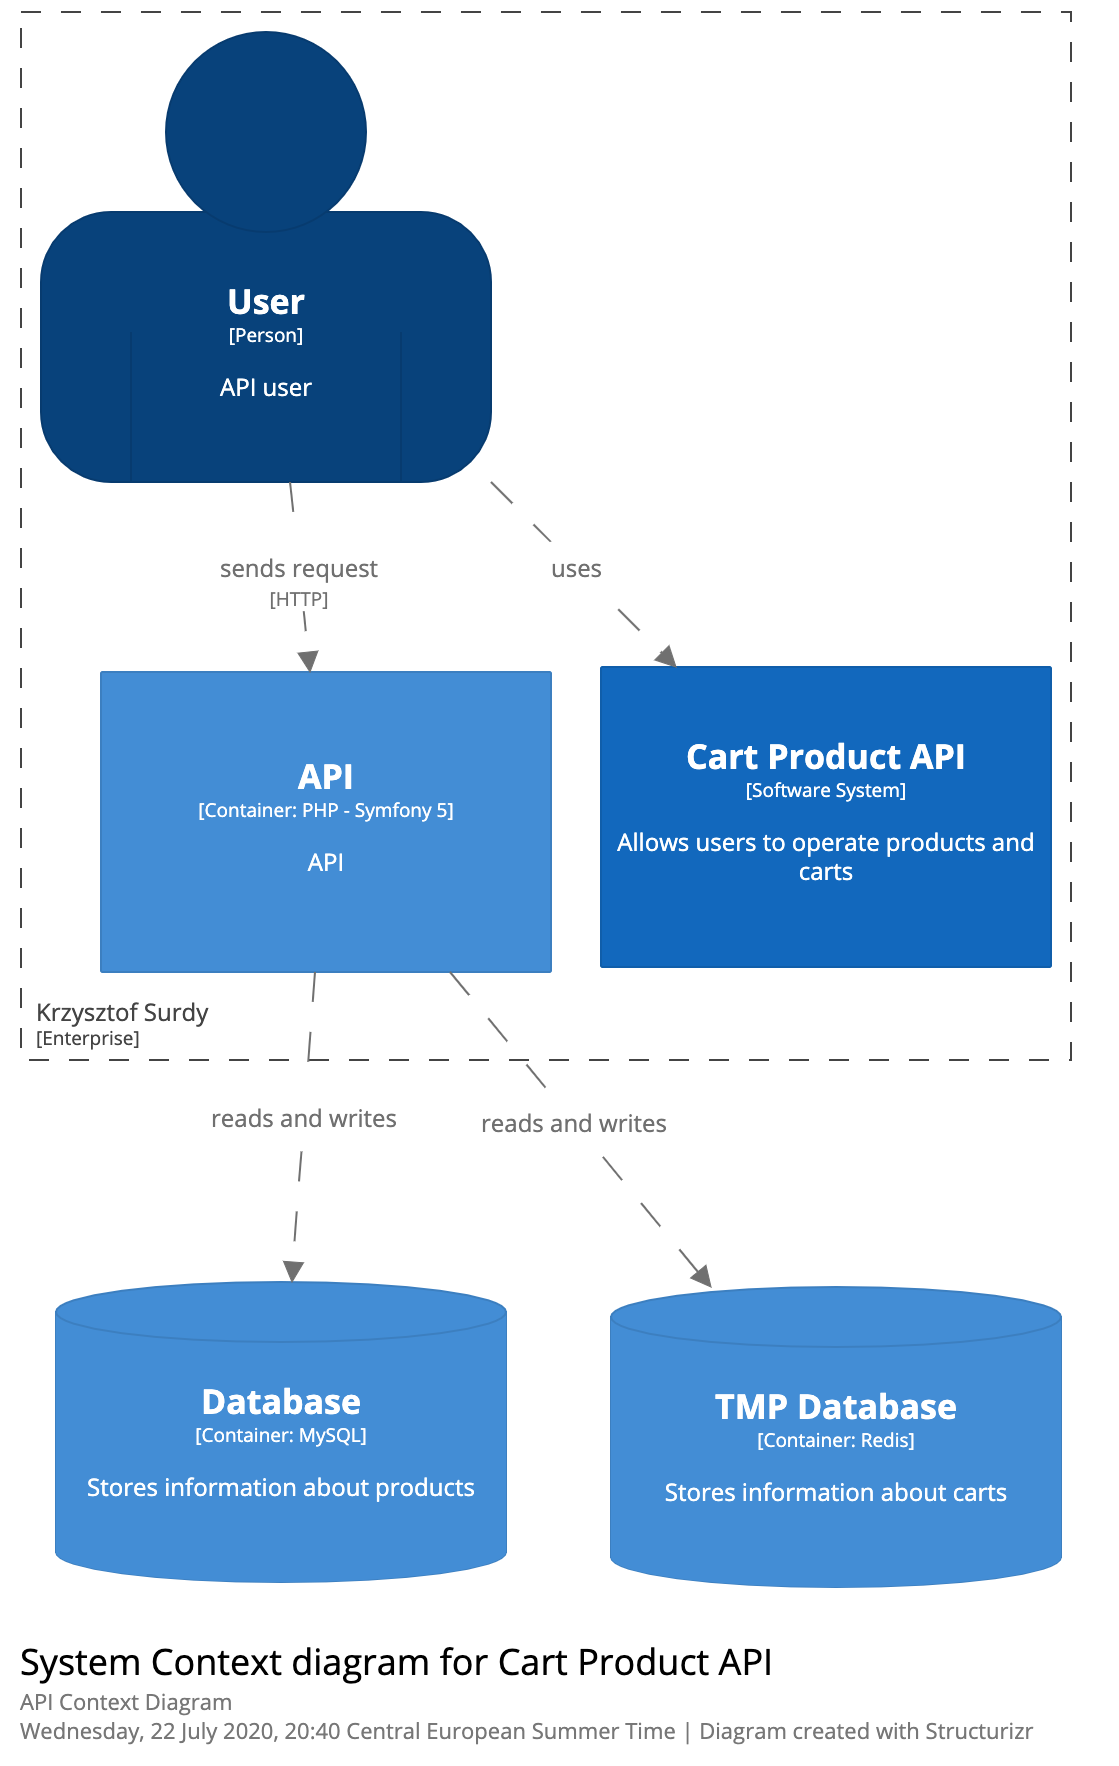 User
[Person]
API user
sends request
[HTTP]
uses
API
[Container: PHP - Symfony 5]
API
Cart Product API
[Software System]
Allows users to operate products and
carts
Krzysztof Surdy
[Enterprise]
reads and writes
reads and writes
Database
[Container: MySQL]
Stores information about products
TMP Database
[Container: Redis]
Stores information about carts
System Context diagram for Cart Product API
API Context Diagram
Wednesday, 22 July 2020, 20:40 Central European Summer Time | Diagram created with Structurizr